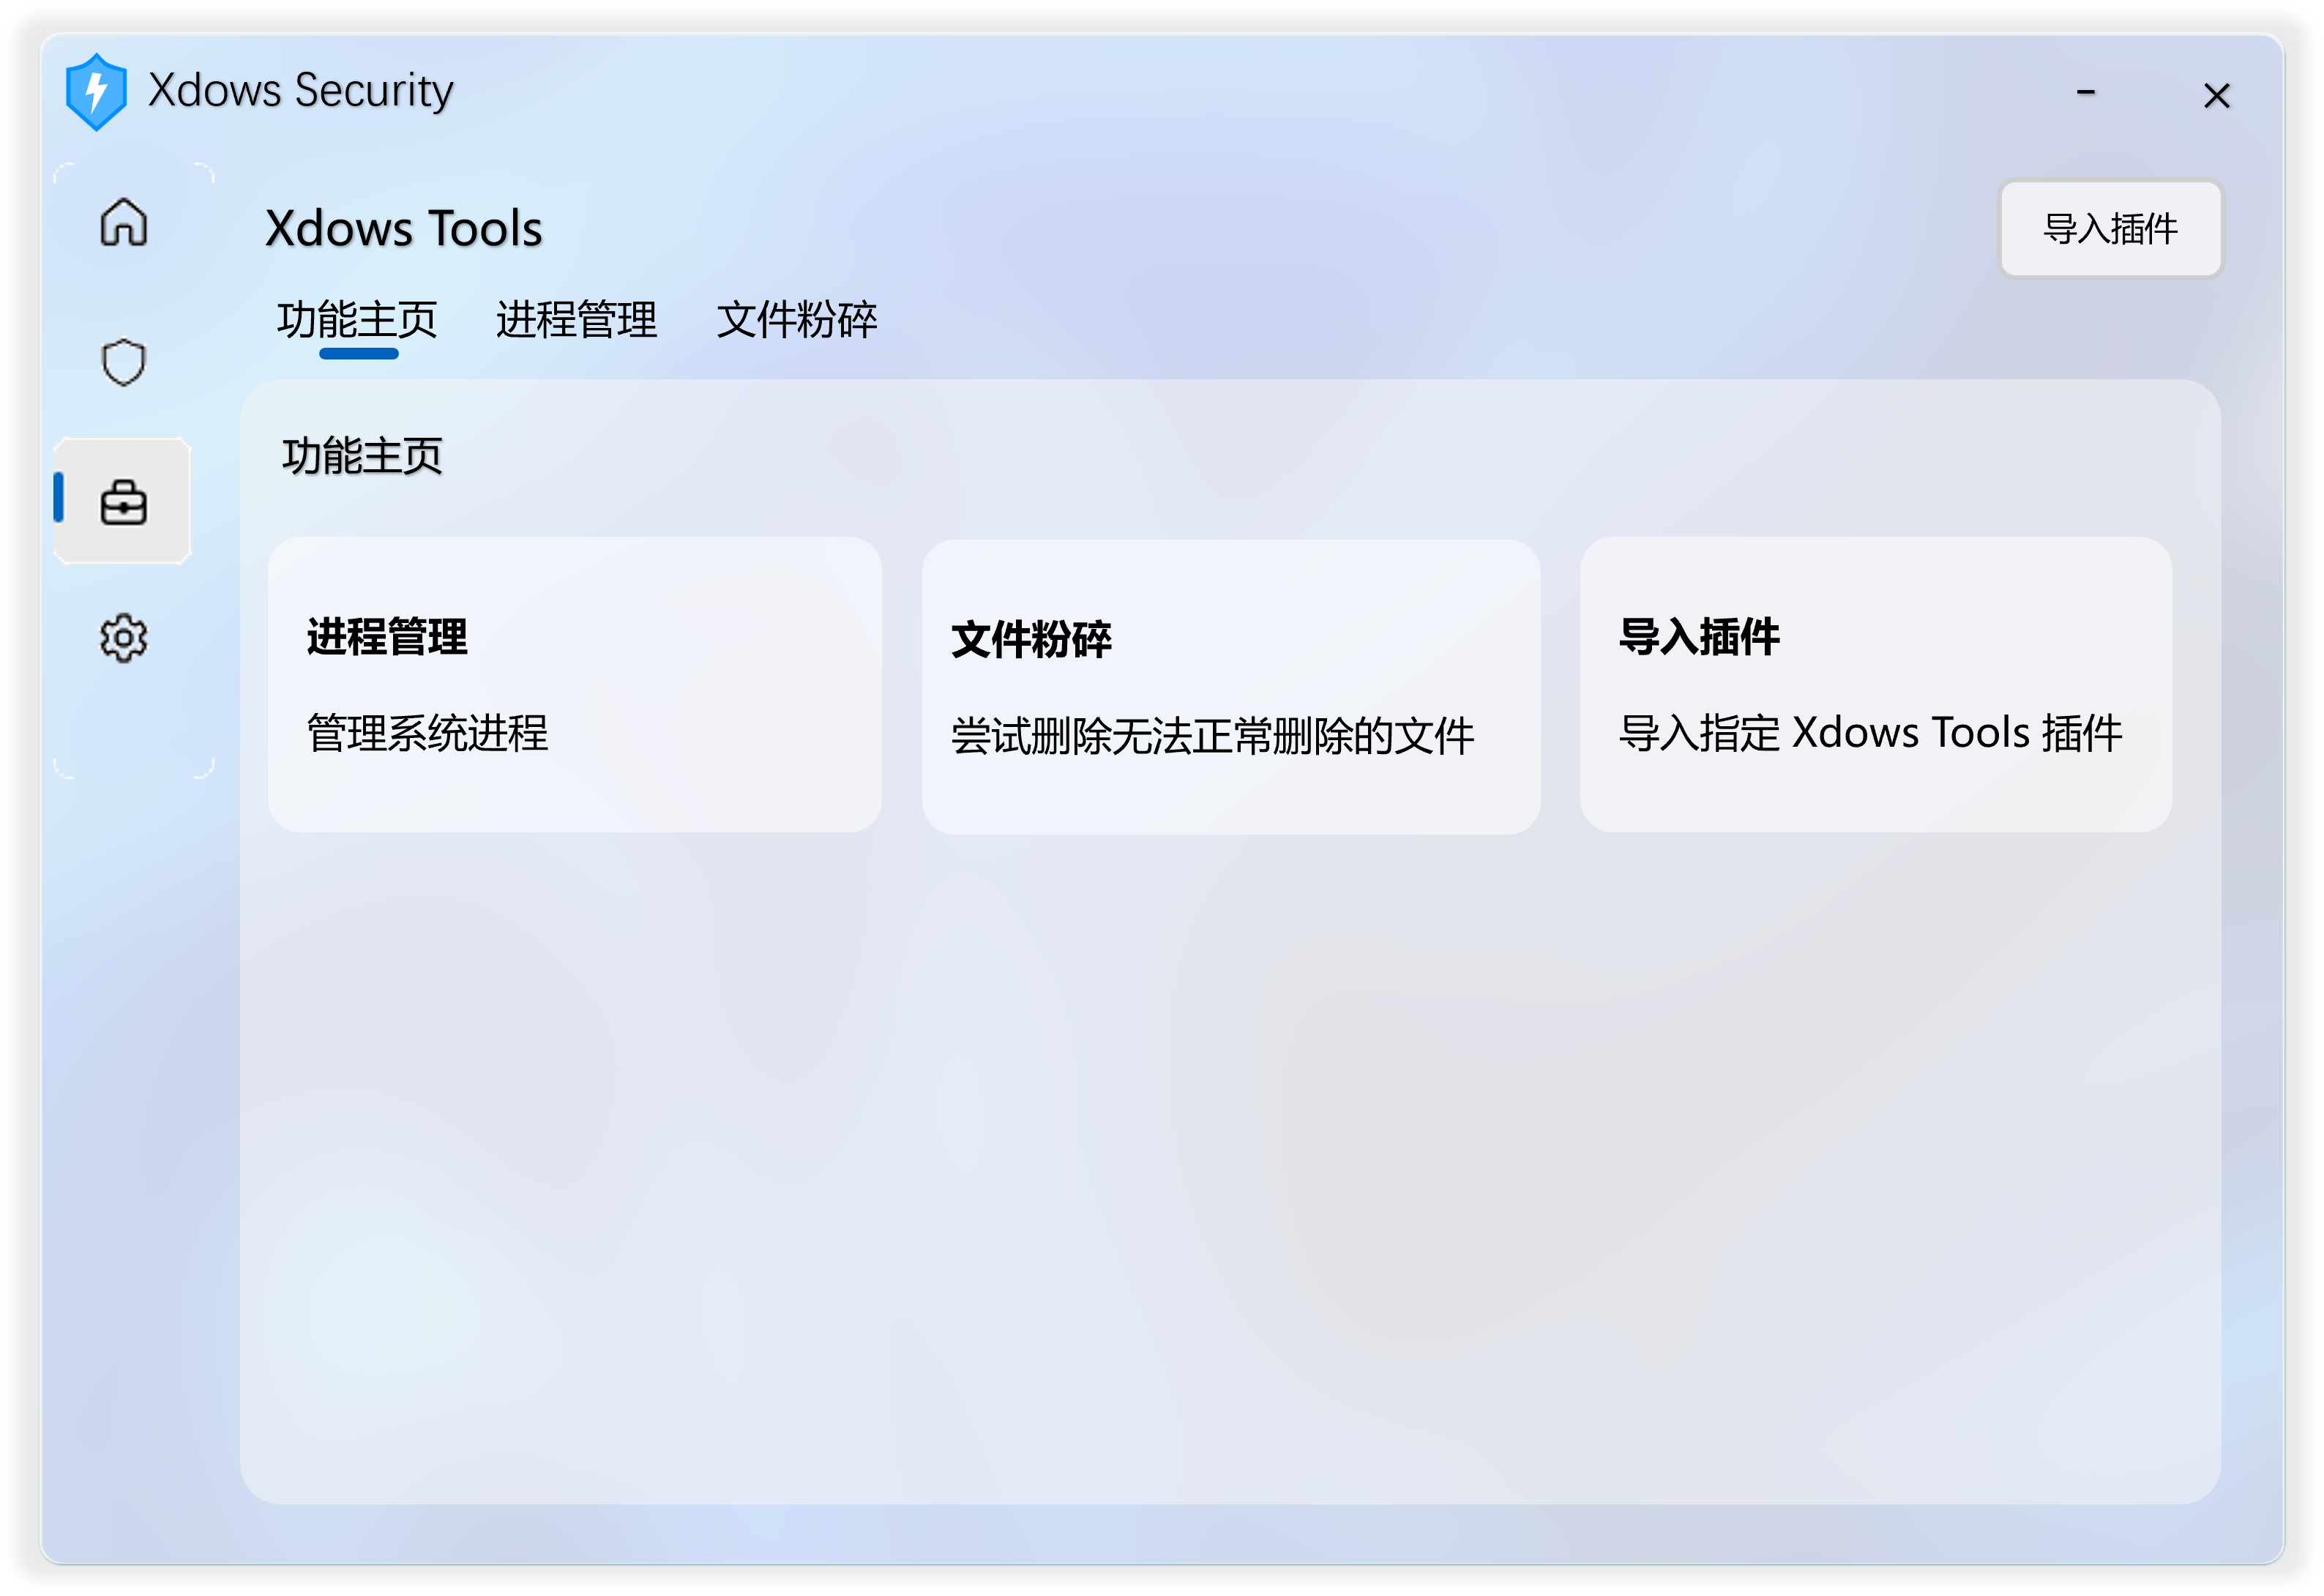 Xdows Security
Xdows Tools
导入插件
功能主页 进程管理 文件粉碎
功能主页
进程管理
管理系统进程
文件粉碎
尝试删除无法正常删除的文件
导入插件
导入指定 Xdows Tools 插件